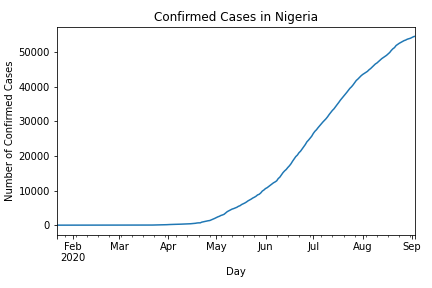 Confirmed Cases in Nigeria
50000
40000
30000
20000
10000
0
Number of Confirmed Cases
Feb Mar Apr May Jun Jul Aug Sep
2020
Day